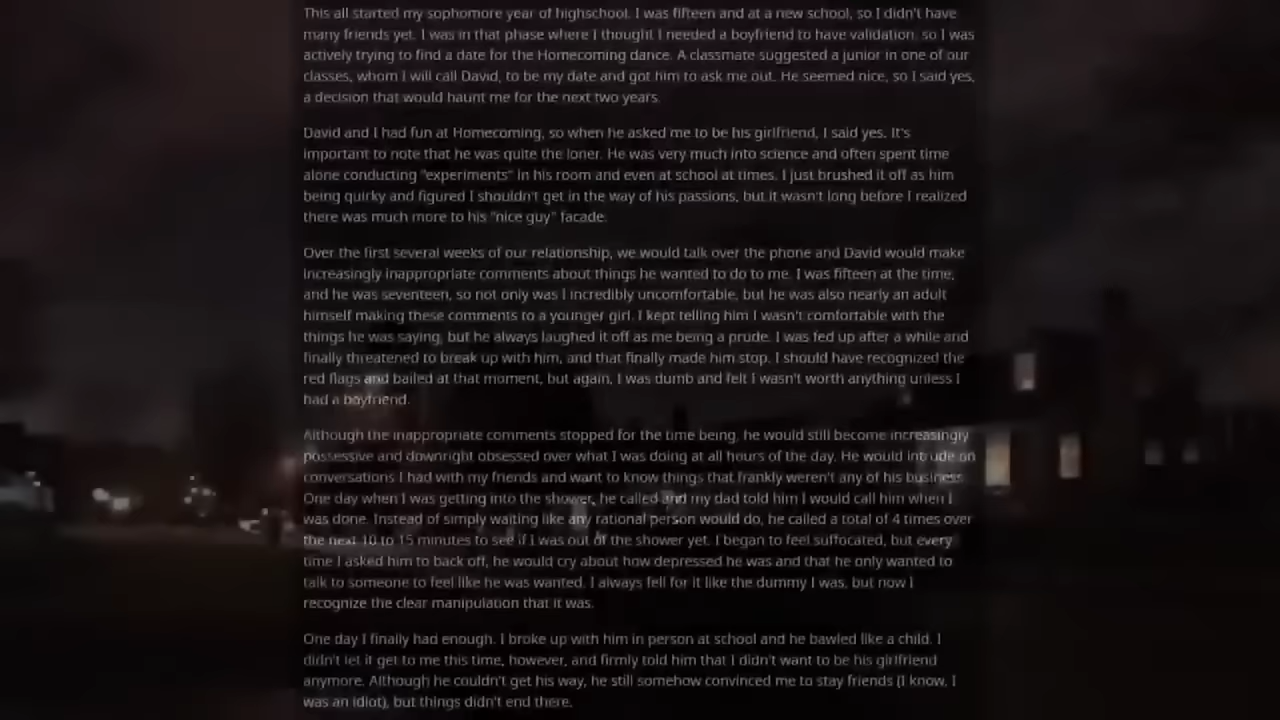 This all started my sophomore year of highschool. I was fifteen and at a new school, so I didn't have
many friends yet. I was in that phase where I thought I needed a boyfriend to have validation, so I was
actively trying to find a date for the Homecoming dance. A classmate suggested a junior in one of our
classes, whom I will call David, to be my date and got him to ask me out. He seemed nice, so I said yes,
a decision that would haunt me for the next two years.
David and I had fun at Homecoming, so when he asked me to be his girlfriend, I said yes. It's
important to note that he was quite the loner. He was very much into science and often spent time
alone conducting "experiments" in his room and even at school at times. I just brushed it off as him
being quirky and figured I shouldn't get in the way of his passions, but it wasn't long before I realized
there was much more to his "nice guy" facade.
Over the first several weeks of our relationship, we would talk over the phone and David would make
increasingly inappropriate comments about things he wanted to do to me. I was fifteen at the time,
and he was seventeen, so not only was I incredibly uncomfortable, but he was also nearly an adult
himself making these comments to a younger girl. I kept telling him I wasn't comfortable with the
things he was saying, but he always laughed it off as me being a prude. I was fed up after a while and
finally threatened to break up with him, and that finally made him stop. I should have recognized the
red flags and bailed at that moment, but again, I was dumb and felt I wasn't worth anything unless I
had a boyfriend.
Although the inappropriate comments stopped for the time being, he would still become increasingly
possessive and downright obsessed over what I was doing at all hours of the day. He would intrude on
conversations I had with my friends and want to know things that frankly weren't any of his business.
One day when I was getting into the shower, he called and my dad told him I would call him when I
was done. Instead of simply waiting like any rational person would do, he called a total of 4 times over
the next 10 to 15 minutes to see if I was out of the shower yet. I began to feel suffocated, but every
time I asked him to back off, he would cry about how depressed he was and that he only wanted to
talk to someone to feel like he was wanted. I always fell for it like the dummy I was, but now I
recognize the clear manipulation that it was.
One day I finally had enough. I broke up with him in person at school and he bawled like a child. I
didn't let it get to me this time, however, and firmly told him that I didn't want to be his girlfriend
anymore. Although he couldn't get his way, he still somehow convinced me to stay friends (I know, I
was an idiot), but things didn't end there.